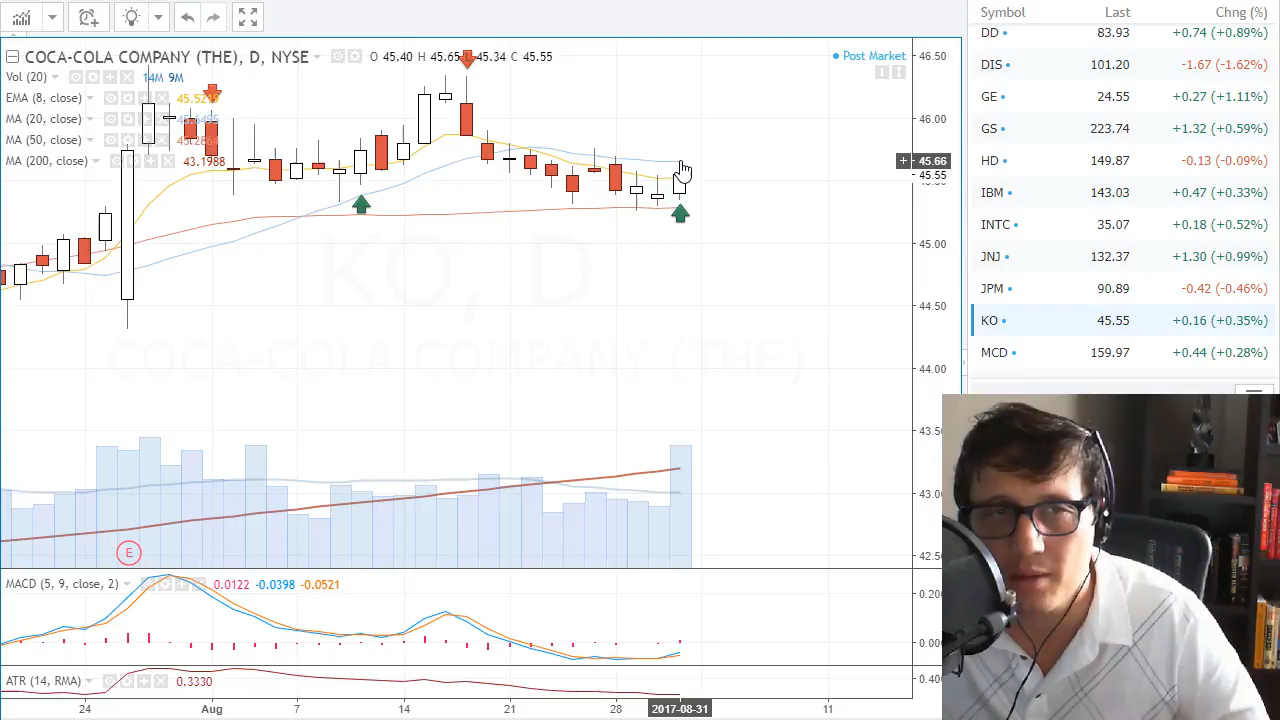 Symbol Last Chng (%)
DD 83.93 +0.74 (+0.89%)
DIS 101.20 -1.67 (-1.62%)
GE 24.55 +0.27 (+1.11%)
GS 223.74 +1.32 (+0.59%)
HD 149.87 -0.13 (-0.09%)
IBM 143.03 +0.47 (+0.33%)
INTC 35.07 +0.18 (+0.52%)
JNJ 132.37 +1.30 (+0.99%)
JPM 90.89 -0.42 (-0.46%)
KO 45.55 +0.16 (+0.35%)
MCD 159.97 +0.44 (+0.28%)
COCA-COLA COMPANY (THE), D, NYSE O 45.40 H 45.65 L 45.34 C 45.55
Post Market
Vol (20) 14M 9M
EMA (8, close)
MA (20, close)
MA (50, close)
MA (200, close) 43.1988
KO, D
COCA-COLA COMPANY (THE)
46.50
46.00
45.66
45.55
45.00
44.50
44.00
43.50
43.00
42.50
E
MACD (5, 9, close, 2) 0.0122 -0.0398 -0.0521
0.200
0.000
ATR (14, RMA) 0.3330
24 Aug 7 14 21 28 2017-08-31 11